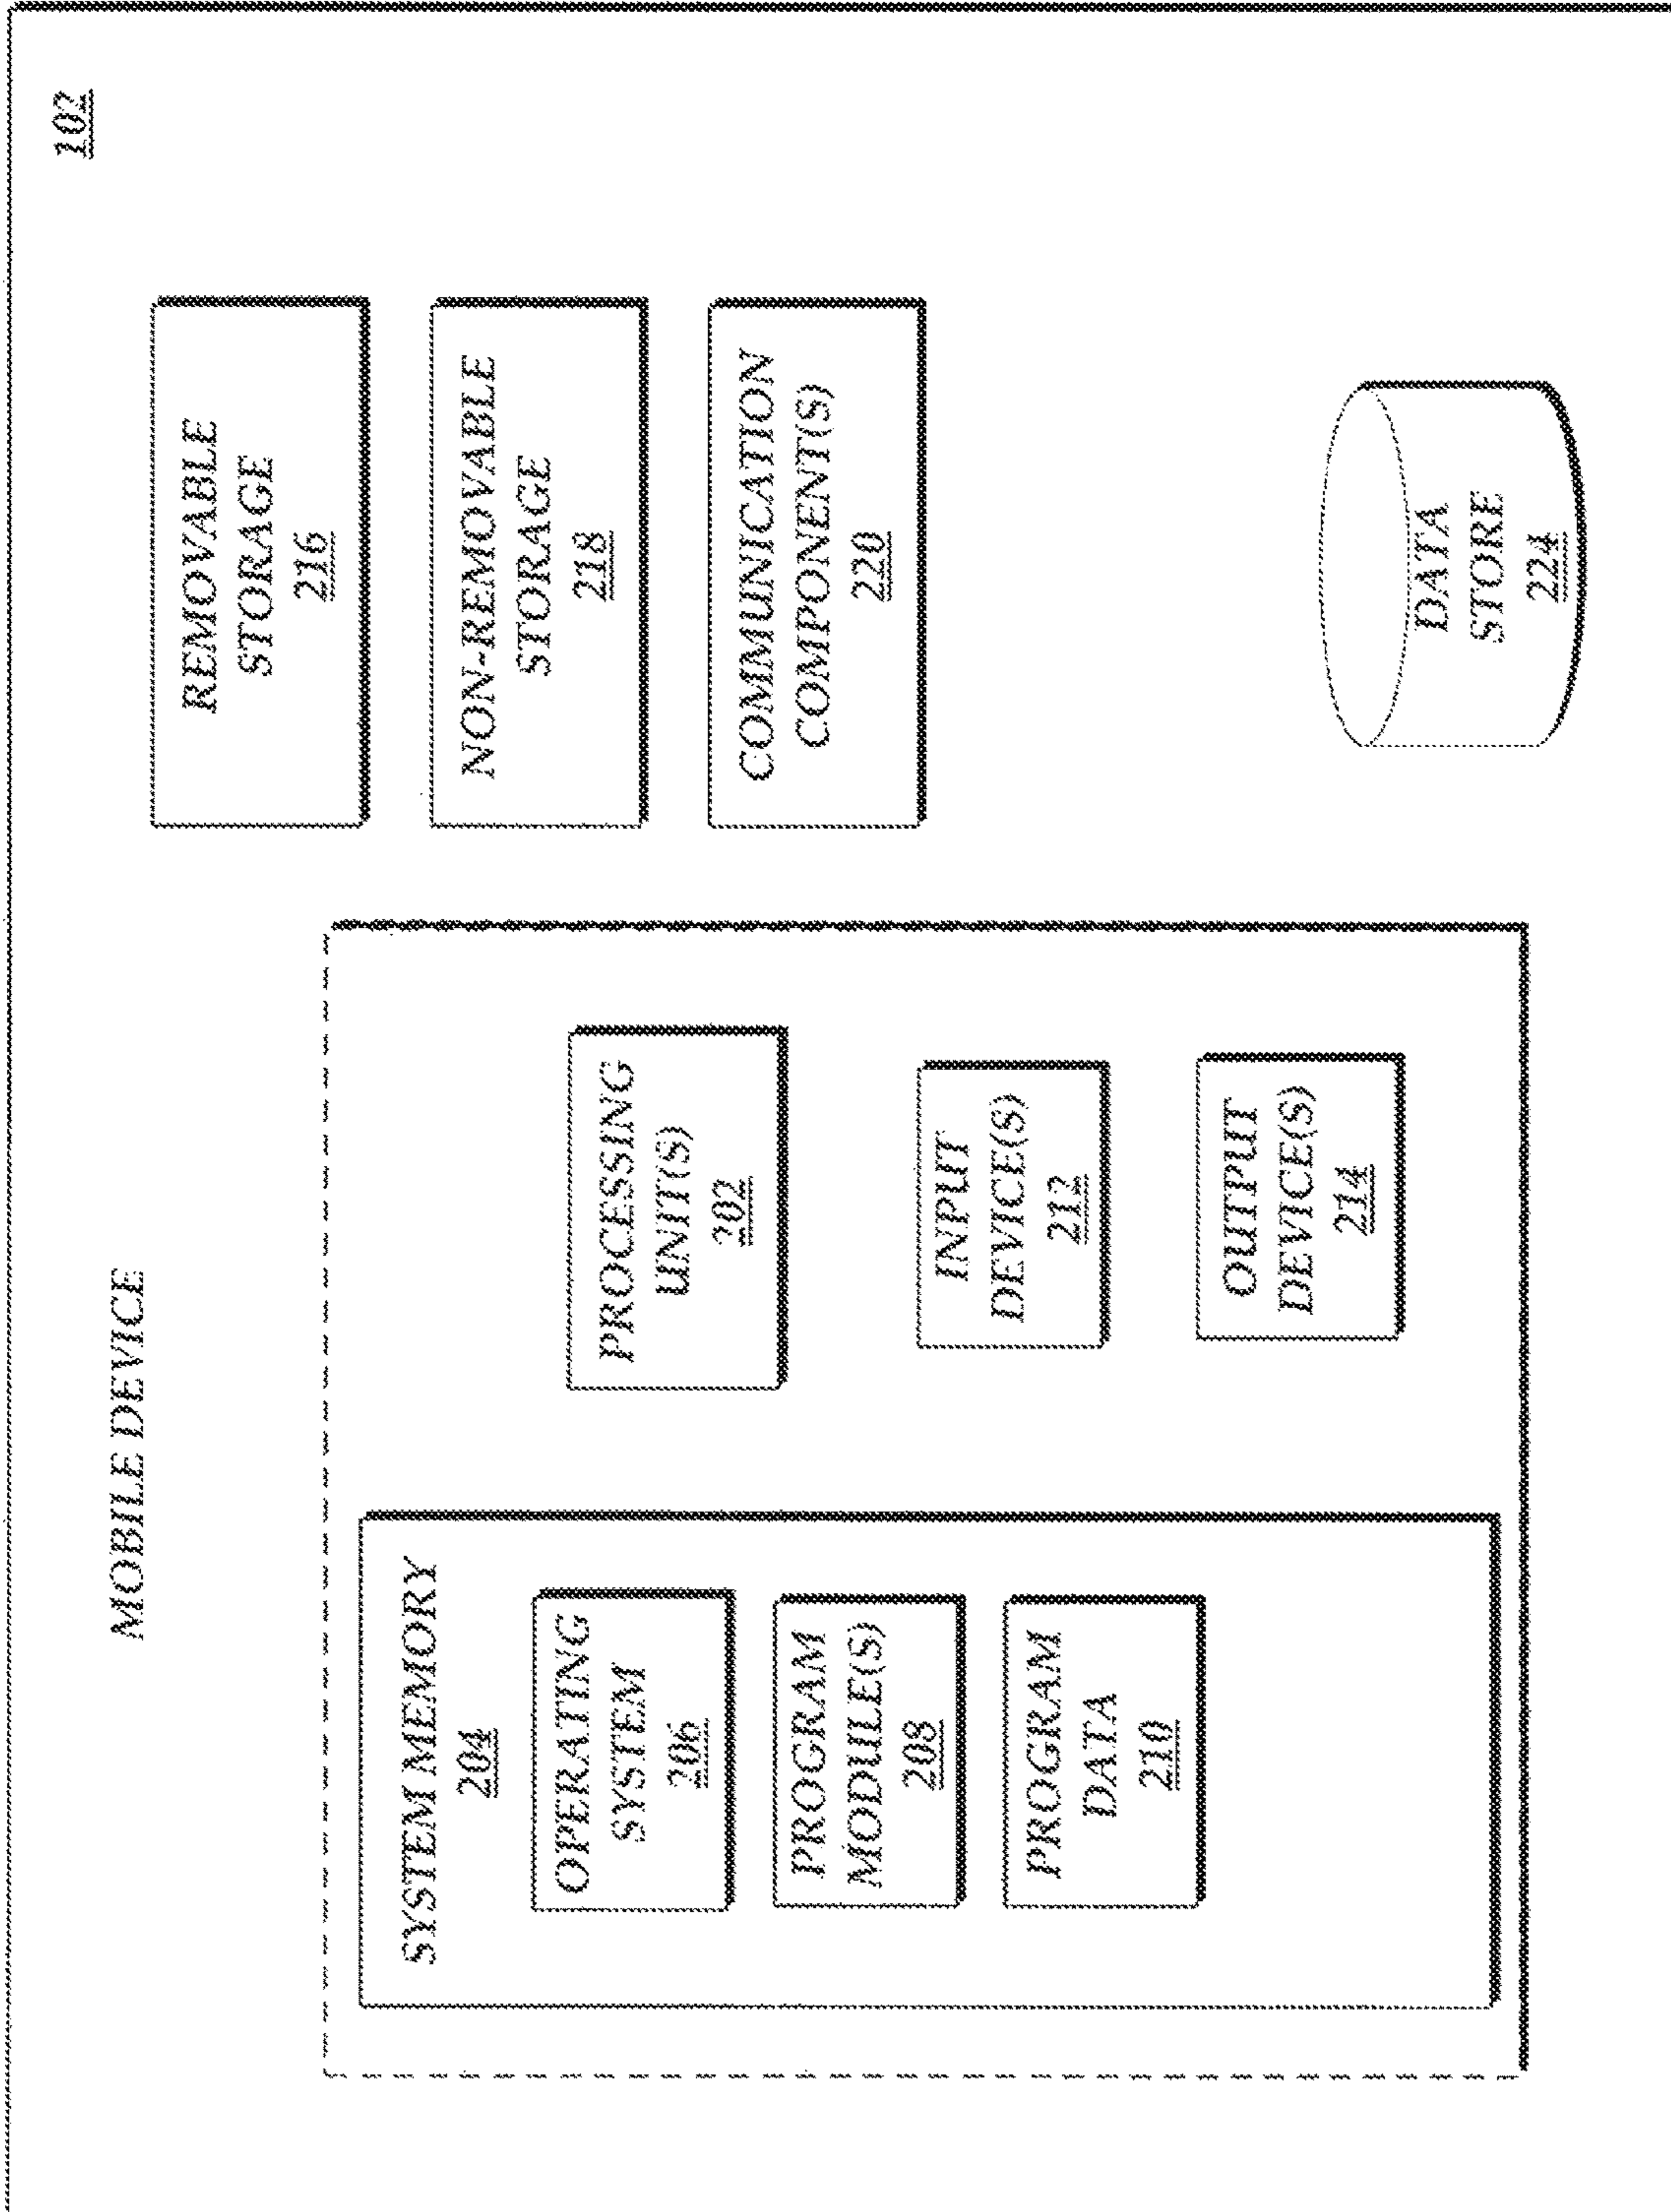 MOBILE DEVICE
102
SYSTEM MEMORY
204
OPERATING
SYSTEM
206
PROGRAM
MODULE(S)
208
PROGRAM
DATA
210
PROCESSING
UNIT(S)
202
INPUT
DEVICE(S)
212
OUTPUT
DEVICE(S)
214
REMOVABLE
STORAGE
216
NON-REMOVABLE
STORAGE
218
COMMUNICATION
COMPONENT(S)
220
DATA
STORE
224